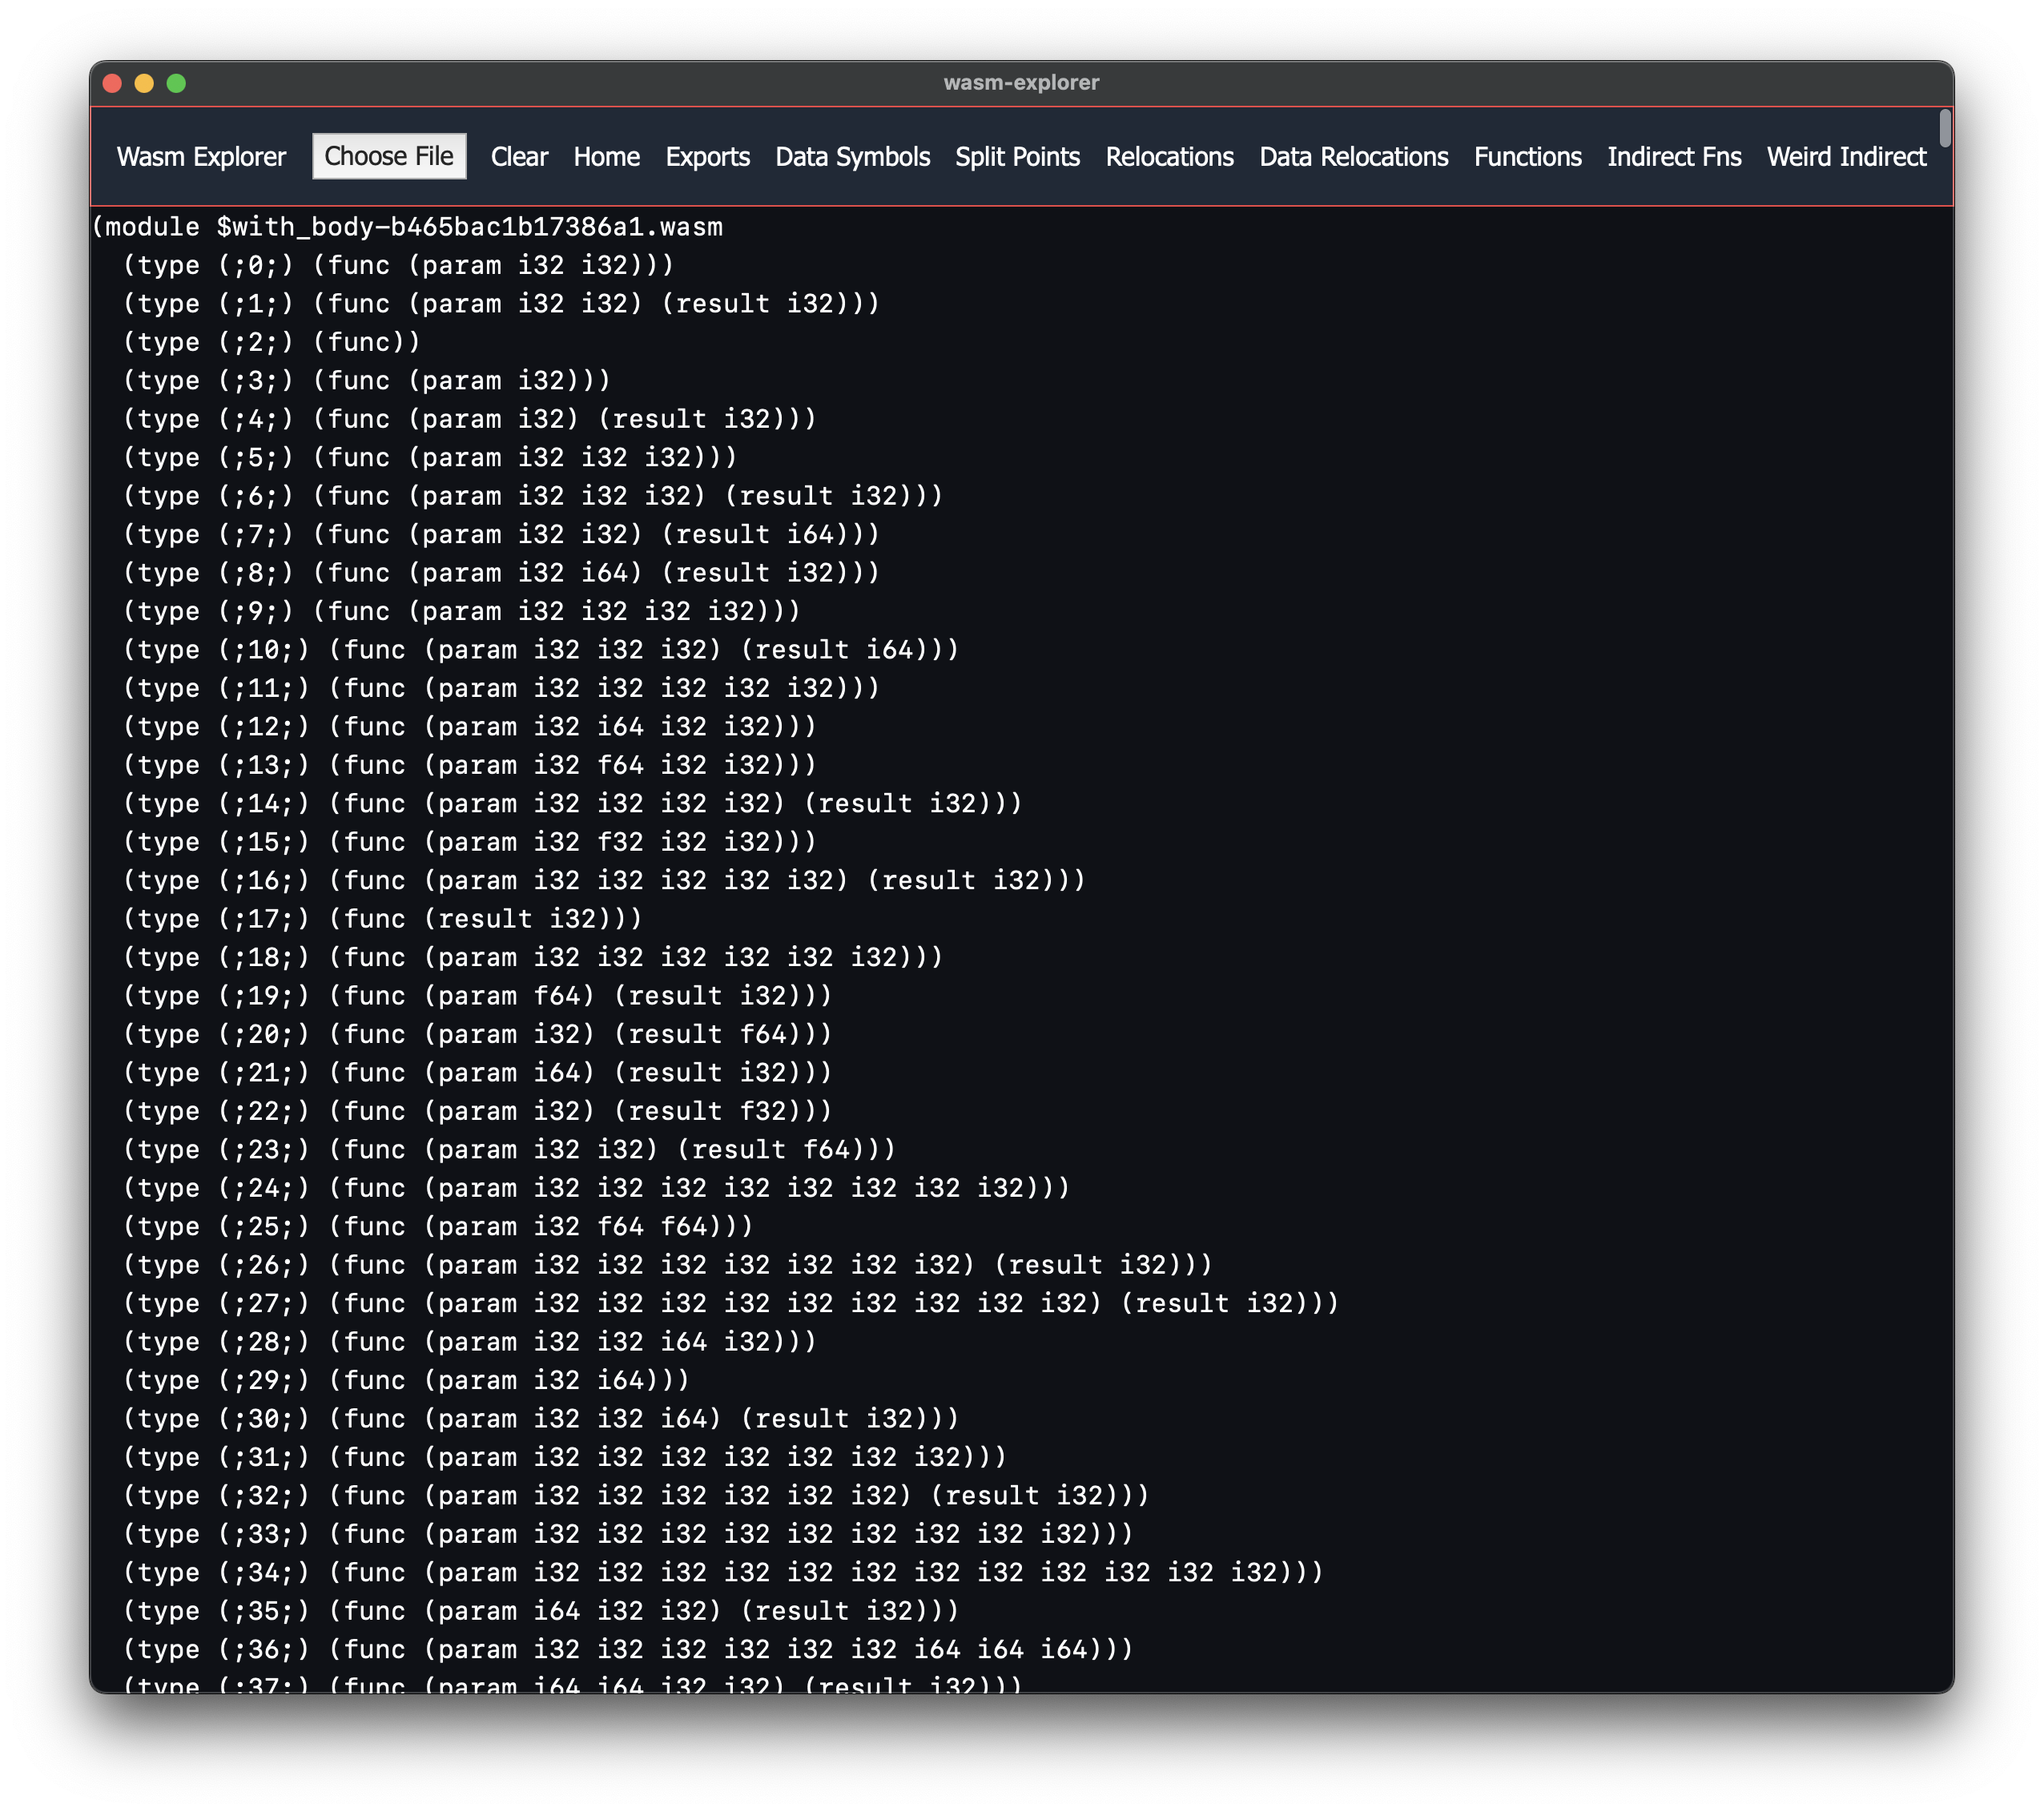 wasm-explorer
Wasm Explorer Choose File Clear Home Exports Data Symbols Split Points Relocations Data Relocations Functions Indirect Fns Weird Indirect
(module $with_body-b465bac1b17386a1.wasm
(type (;0;) (func (param i32 i32)))
(type (;1;) (func (param i32 i32) (result i32)))
(type (;2;) (func))
(type (;3;) (func (param i32)))
(type (;4;) (func (param i32) (result i32)))
(type (;5;) (func (param i32 i32 i32)))
(type (;6;) (func (param i32 i32 i32) (result i32)))
(type (;7;) (func (param i32 i32) (result i64)))
(type (;8;) (func (param i32 i64) (result i32)))
(type (;9;) (func (param i32 i32 i32 i32)))
(type (;10;) (func (param i32 i32 i32) (result i64)))
(type (;11;) (func (param i32 i32 i32 i32 i32)))
(type (;12;) (func (param i32 i64 i32 i32)))
(type (;13;) (func (param i32 f64 i32 i32)))
(type (;14;) (func (param i32 i32 i32 i32) (result i32)))
(type (;15;) (func (param i32 f32 i32 i32)))
(type (;16;) (func (param i32 i32 i32 i32 i32) (result i32)))
(type (;17;) (func (result i32)))
(type (;18;) (func (param i32 i32 i32 i32 i32 i32)))
(type (;19;) (func (param f64) (result i32)))
(type (;20;) (func (param i32) (result f64)))
(type (;21;) (func (param i64) (result i32)))
(type (;22;) (func (param i32) (result f32)))
(type (;23;) (func (param i32 i32) (result f64)))
(type (;24;) (func (param i32 i32 i32 i32 i32 i32 i32 i32)))
(type (;25;) (func (param i32 f64 f64)))
(type (;26;) (func (param i32 i32 i32 i32 i32 i32 i32) (result i32)))
(type (;27;) (func (param i32 i32 i32 i32 i32 i32 i32 i32 i32) (result i32)))
(type (;28;) (func (param i32 i32 i64 i32)))
(type (;29;) (func (param i32 i64)))
(type (;30;) (func (param i32 i32 i64) (result i32)))
(type (;31;) (func (param i32 i32 i32 i32 i32 i32 i32)))
(type (;32;) (func (param i32 i32 i32 i32 i32 i32) (result i32)))
(type (;33;) (func (param i32 i32 i32 i32 i32 i32 i32 i32 i32)))
(type (;34;) (func (param i32 i32 i32 i32 i32 i32 i32 i32 i32 i32 i32 i32)))
(type (;35;) (func (param i64 i32 i32) (result i32)))
(type (;36;) (func (param i32 i32 i32 i32 i32 i32 i64 i64 i64)))
(type (;37;) (func (param i64 i64 i32 i32) (result i32)))